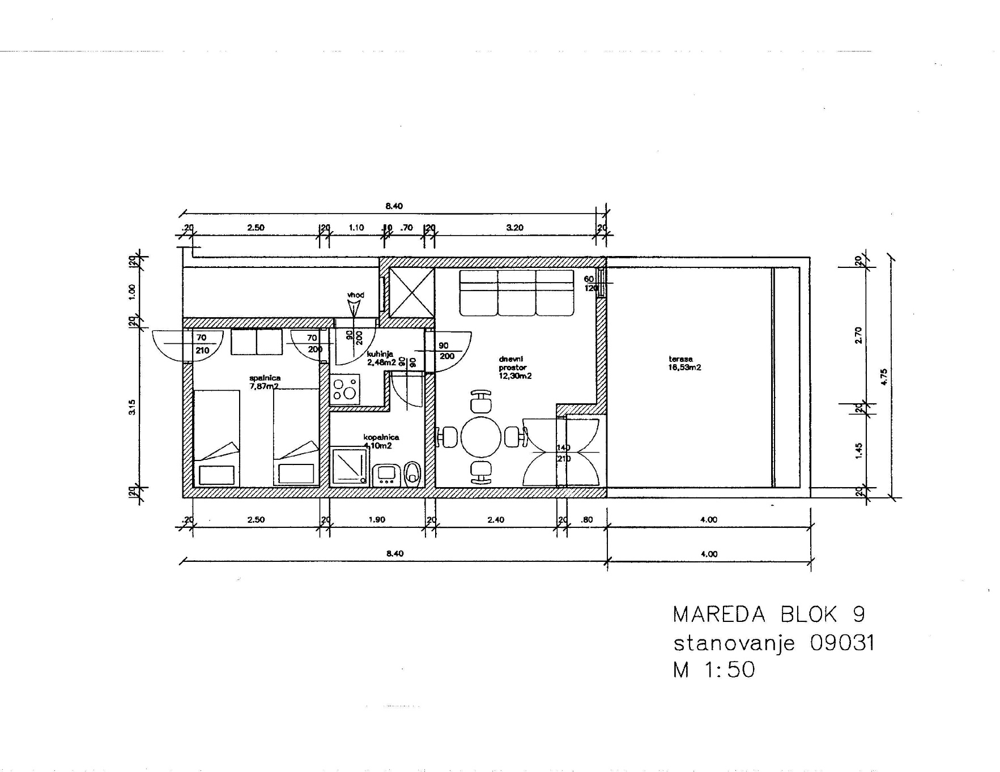 8.40
.20 2.50 .20 1.10 .10 .70 .20 3.20 .20
.20
1.00
.20
3.15
.20
.20
2.70
.20
1.45
.20
4.75
vhod
60
120
70
210
70
200
90
200
90
200
90
90
kuhinja
2,48m2
dnevni
prostor
12,30m2
terasa
16,53m2
spalnica
7,87m2
kopalnica
4,10m2
140
210
.20 2.50 .20 1.90 .20 2.40 .20 .80 4.00
8.40 4.00
MAREDA BLOK 9
stanovanje 09031
M 1:50